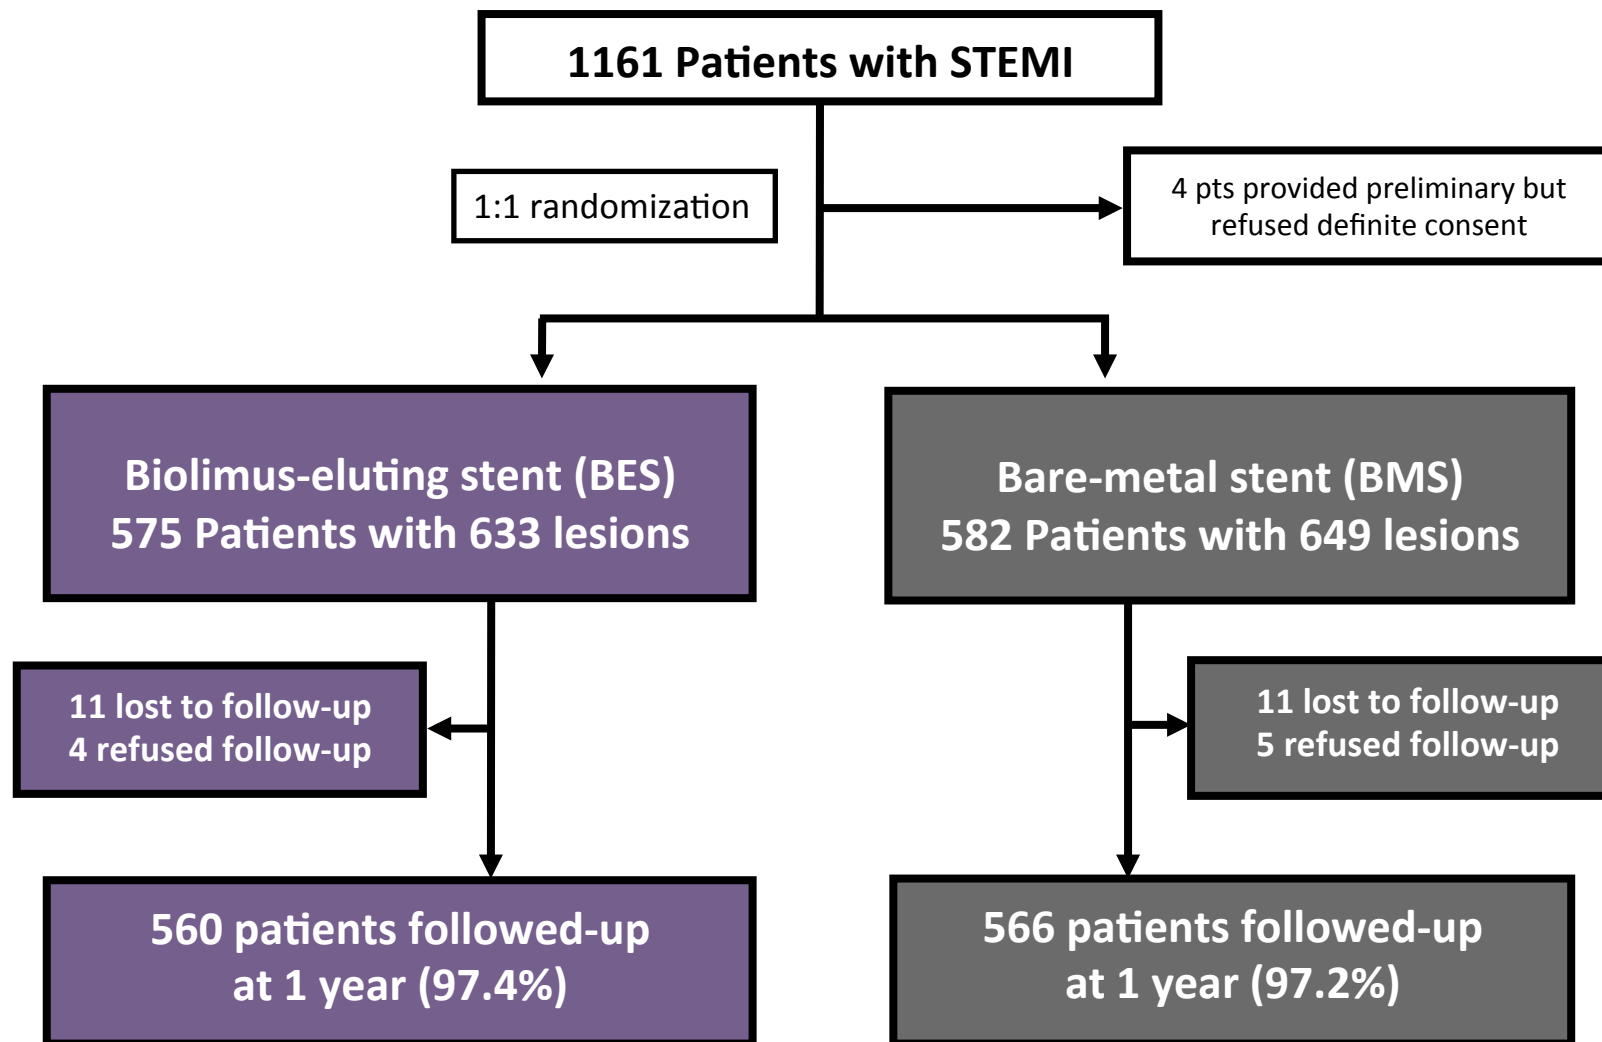 1161 Patients with STEMI
1:1 randomization
4 pts provided preliminary but
refused definite consent
Biolimus-eluting stent (BES)
575 Patients with 633 lesions
Bare-metal stent (BMS)
582 Patients with 649 lesions
11 lost to follow-up
4 refused follow-up
11 lost to follow-up
5 refused follow-up
560 patients followed-up
at 1 year (97.4%)
566 patients followed-up
at 1 year (97.2%)